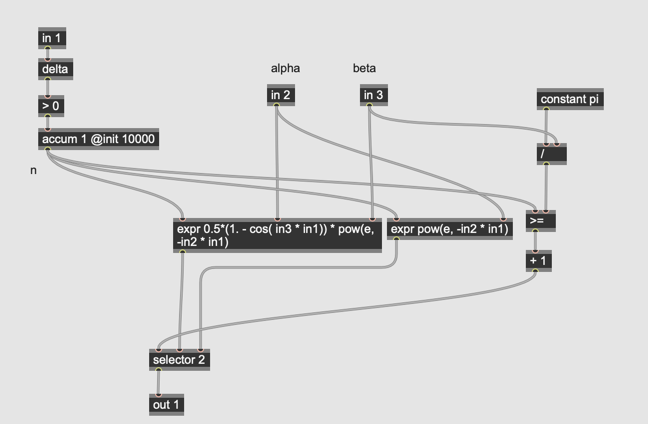 in 1
delta
> 0
accum 1 @init 10000
n
alpha
beta
in 2
in 3
constant pi
/
expr 0.5*(1. - cos( in3 * in1)) * pow(e,
-in2 * in1)
expr pow(e, -in2 * in1)
>=
+ 1
selector 2
out 1